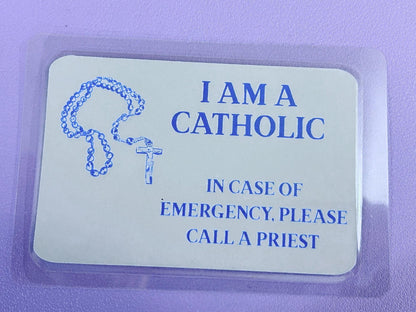 I AM A
CATHOLIC
IN CASE OF
EMERGENCY, PLEASE
CALL A PRIEST